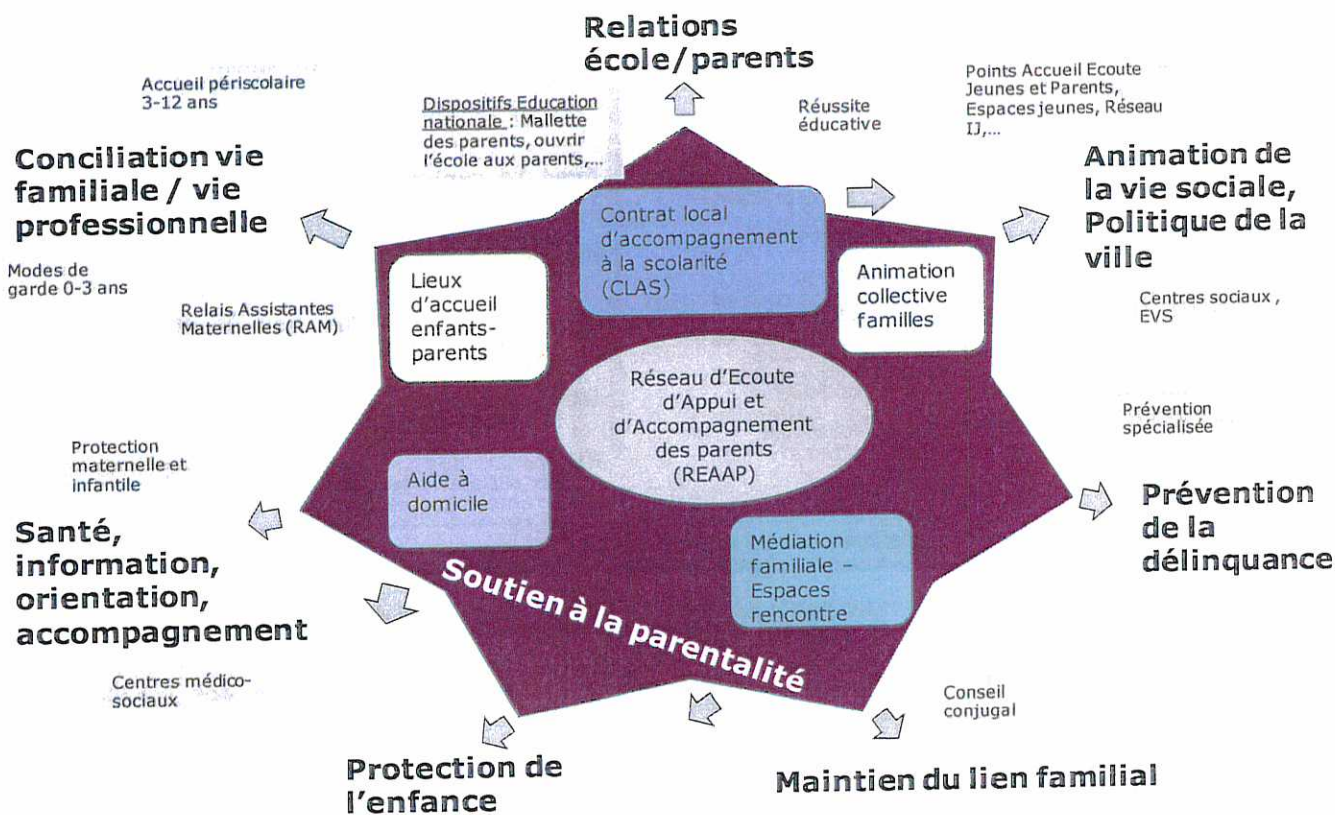 Relations
école/parents
Accueil périscolaire
3-12 ans
Dispositifs Education
nationale : Mallette
des parents, ouvrir
l'école aux parents,...
Réussite
éducative
Points Accueil Ecoute
Jeunes et Parents,
Espaces jeunes, Réseau
IJ,...
Conciliation vie
familiale / vie
professionnelle
Animation de
la vie sociale,
Politique de la
ville
Contrat local
d'accompagnement
à la scolarité
(CLAS)
Lieux
d'accueil
enfants-
parents
Animation
collective
familles
Modes de
garde 0-3 ans
Relais Assistantes
Maternelles (RAM)
Centres sociaux ,
EVS
Réseau d'Ecoute
d'Appui et
d'Accompagnement
des parents
(REAAP)
Prévention
spécialisée
Protection
maternelle et
infantile
Aide à
domicile
Prévention
de la
délinquance
Santé,
information,
orientation,
accompagnement
Médiation
familiale –
Espaces
rencontre
Soutien à la parentalité
Centres médico-
sociaux
Conseil
conjugal
Protection de
l'enfance
Maintien du lien familial